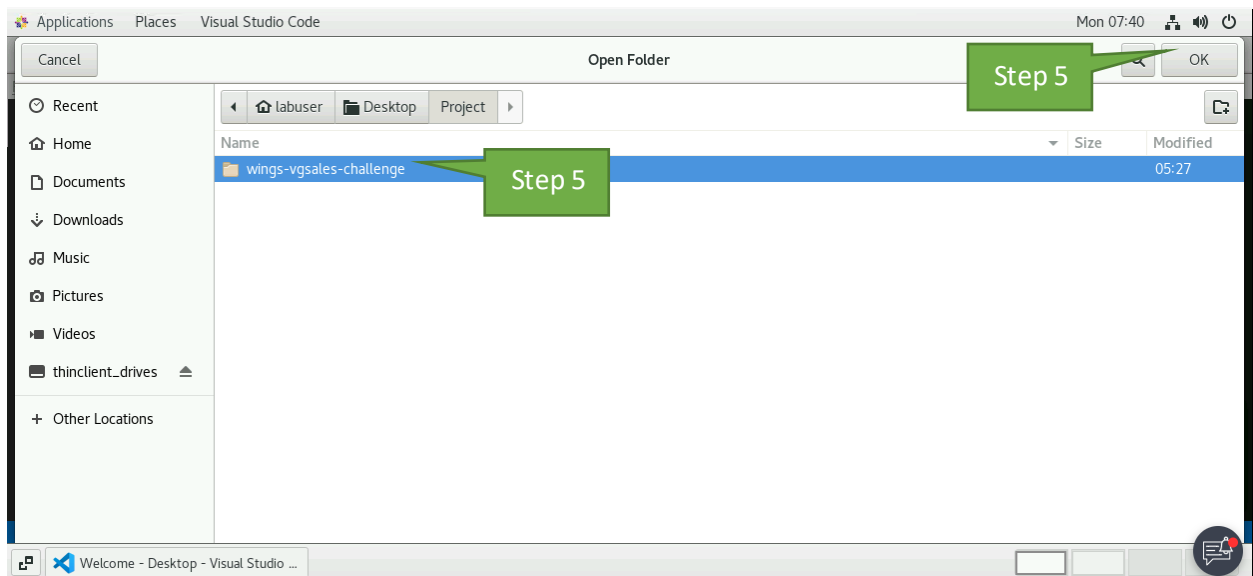 Applications Places Visual Studio Code Mon 07:40
Cancel Open Folder OK
Step 5
Recent
labuser Desktop Project
Home
Name Size Modified
wings-vgsales-challenge 05:27
Step 5
Documents
Downloads
Music
Pictures
Videos
thinclient_drives
+ Other Locations
Welcome - Desktop - Visual Studio ...